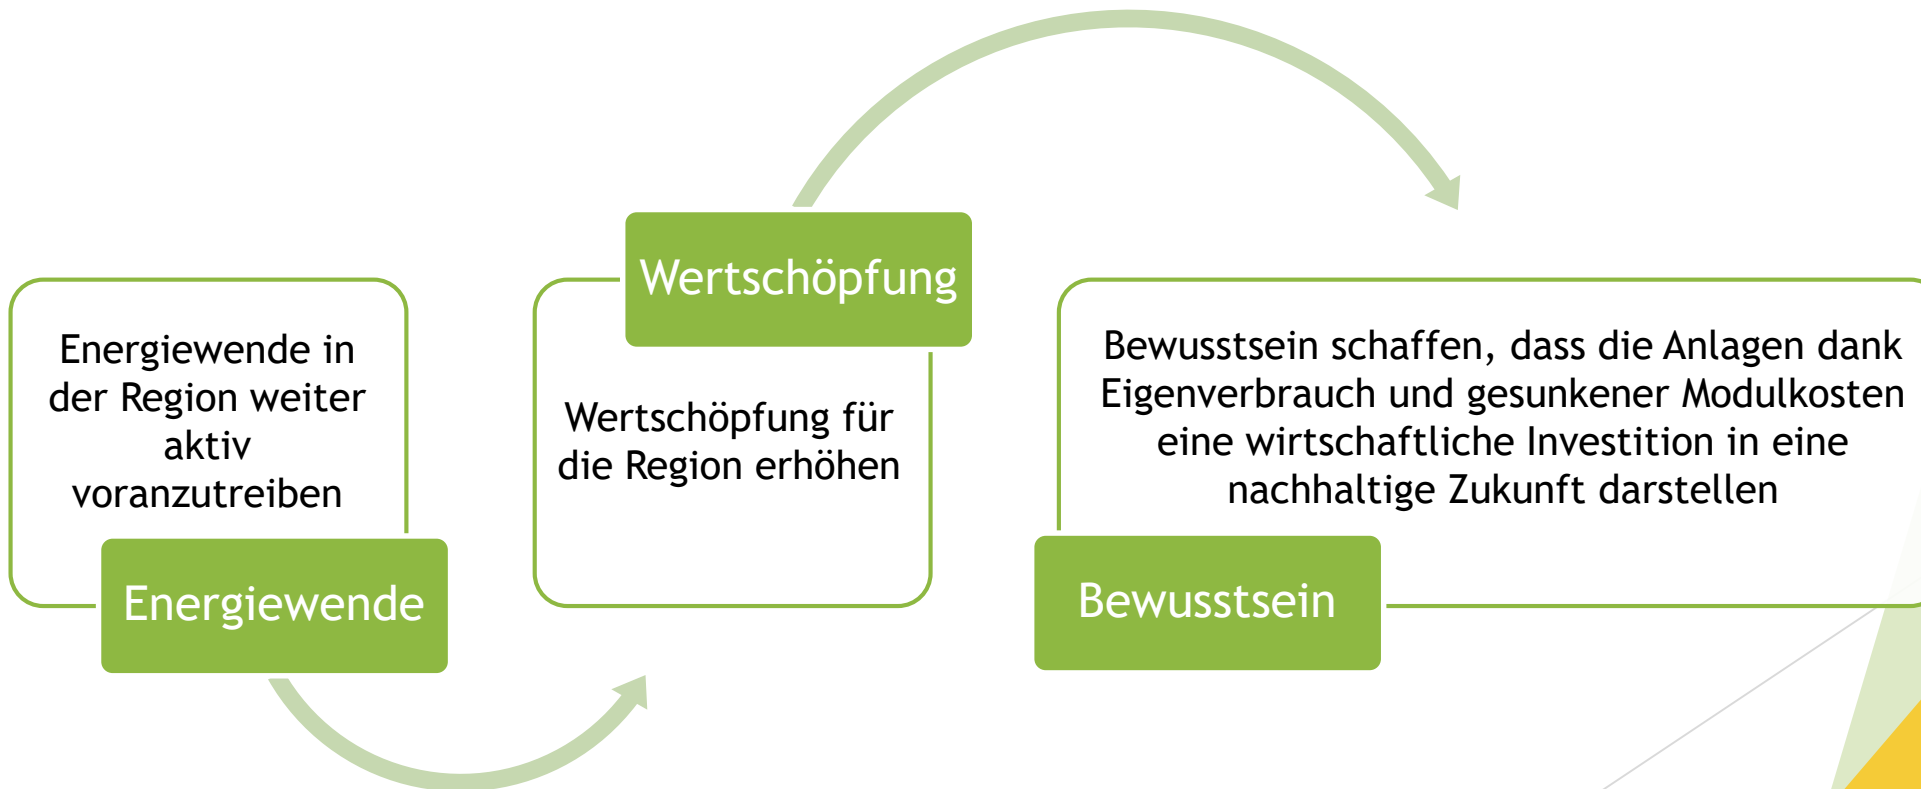 Energiewende in
der Region weiter
aktiv
voranzutreiben
Energiewende
Wertschöpfung
Wertschöpfung für
die Region erhöhen
Bewusstsein schaffen, dass die Anlagen dank
Eigenverbrauch und gesunkener Modulkosten
eine wirtschaftliche Investition in eine
nachhaltige Zukunft darstellen
Bewusstsein